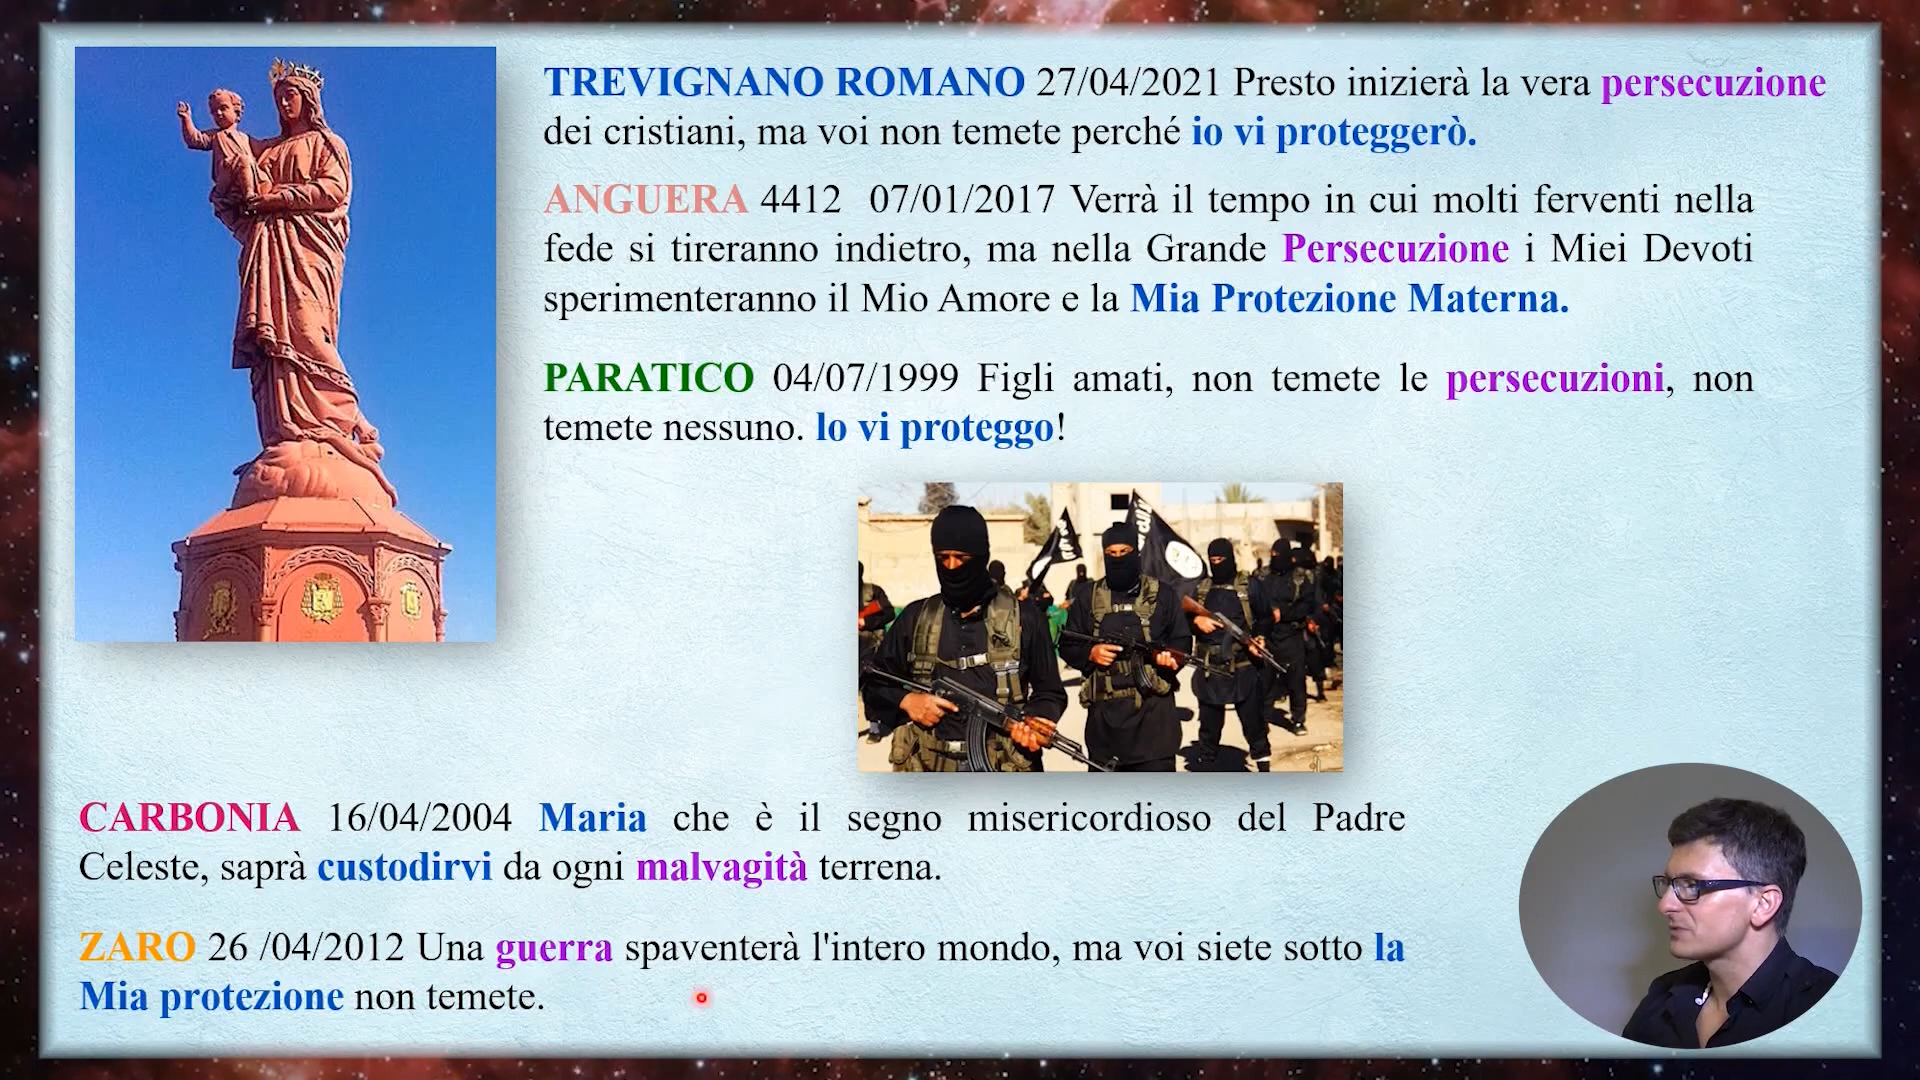 TREVIGNANO ROMANO 27/04/2021 Presto inizierà la vera persecuzione
dei cristiani, ma voi non temete perché io vi proteggerò.
ANGUERA 4412 07/01/2017 Verrà il tempo in cui molti ferventi nella
fede si tireranno indietro, ma nella Grande Persecuzione i Miei Devoti
sperimenteranno il Mio Amore e la Mia Protezione Materna.
PARATICO 04/07/1999 Figli amati, non temete le persecuzioni, non
temete nessuno. lo vi proteggo!
CARBONIA 16/04/2004 Maria che è il segno misericordioso del Padre
Celeste, saprà custodirvi da ogni malvagità terrena.
ZARO 26 /04/2012 Una guerra spaventerà l'intero mondo, ma voi siete sotto la
Mia protezione non temete.